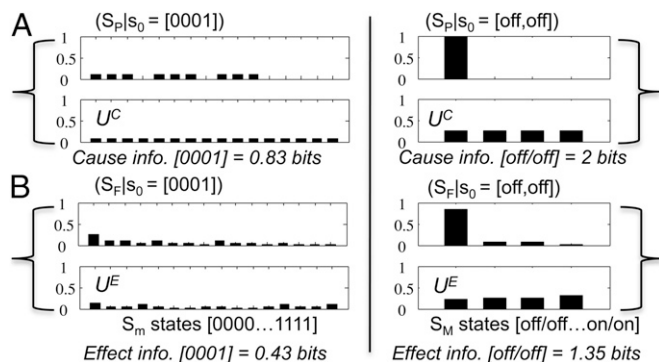 A
(S_P|s_0 = [0001])
1
0.5
0
1
0.5
0
U^C
Cause info. [0001] = 0.83 bits
(S_P|s_0 = [off,off])
1
0.5
0
1
0.5
0
U^C
Cause info. [off/off] = 2 bits
B
(S_F|s_0 = [0001])
1
0.5
0
1
0.5
0
U^E
S_m states [0000...1111]
Effect info. [0001] = 0.43 bits
(S_F|s_0 = [off,off])
1
0.5
0
1
0.5
0
U^E
S_M states [off/off...on/on]
Effect info. [off/off] = 1.35 bits